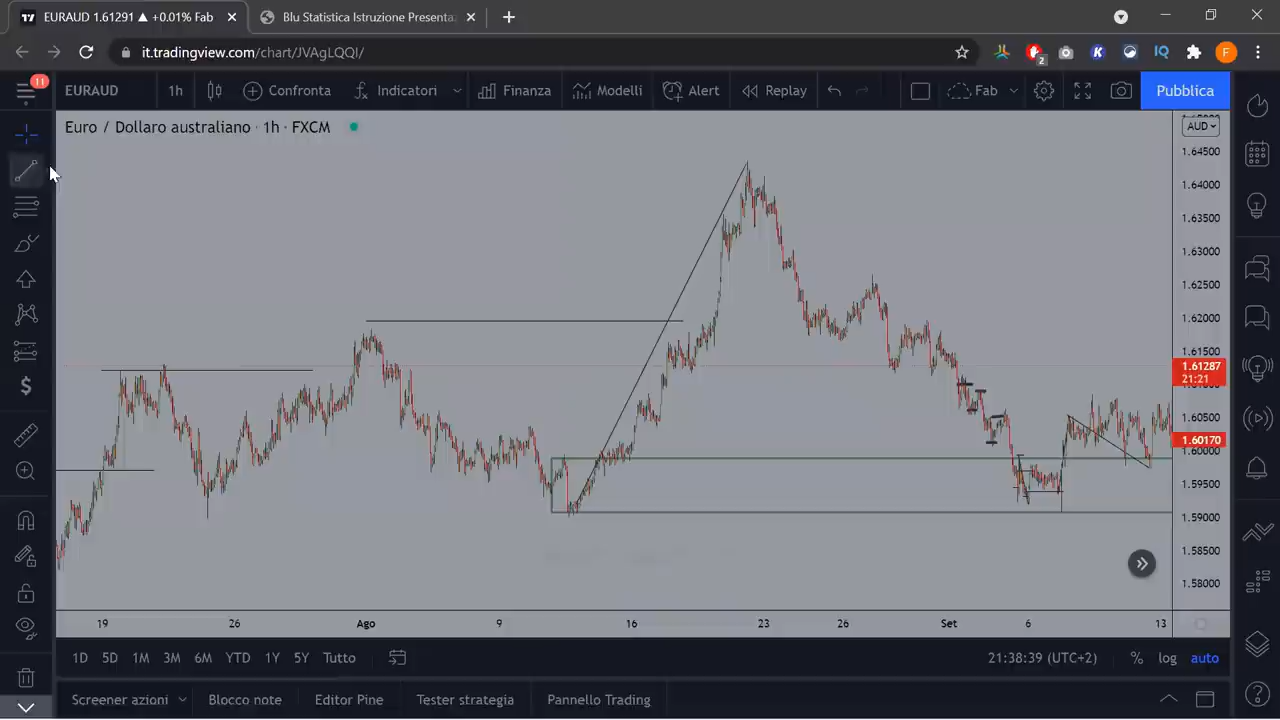 EURAUD 1.61291 ▲ +0.01% Fab
Blu Statistica Istruzione Presenta
it.tradingview.com/chart/JVAgLQQI/
2
IQ
F
11
EURAUD
1h
Confronta
Indicatori
Finanza
Modelli
Alert
Replay
Fab
Pubblica
Euro / Dollaro australiano · 1h · FXCM
AUD
1.64500
1.64000
1.63500
1.63000
1.62500
1.62000
1.61500
1.61287
21:21
1.60500
1.60170
1.60000
1.59500
1.59000
1.58500
1.58000
19
26
Ago
9
16
23
26
Set
6
13
1D
5D
1M
3M
6M
YTD
1Y
5Y
Tutto
21:38:39 (UTC+2)
%
log
auto
Screener azioni
Blocco note
Editor Pine
Tester strategia
Pannello Trading